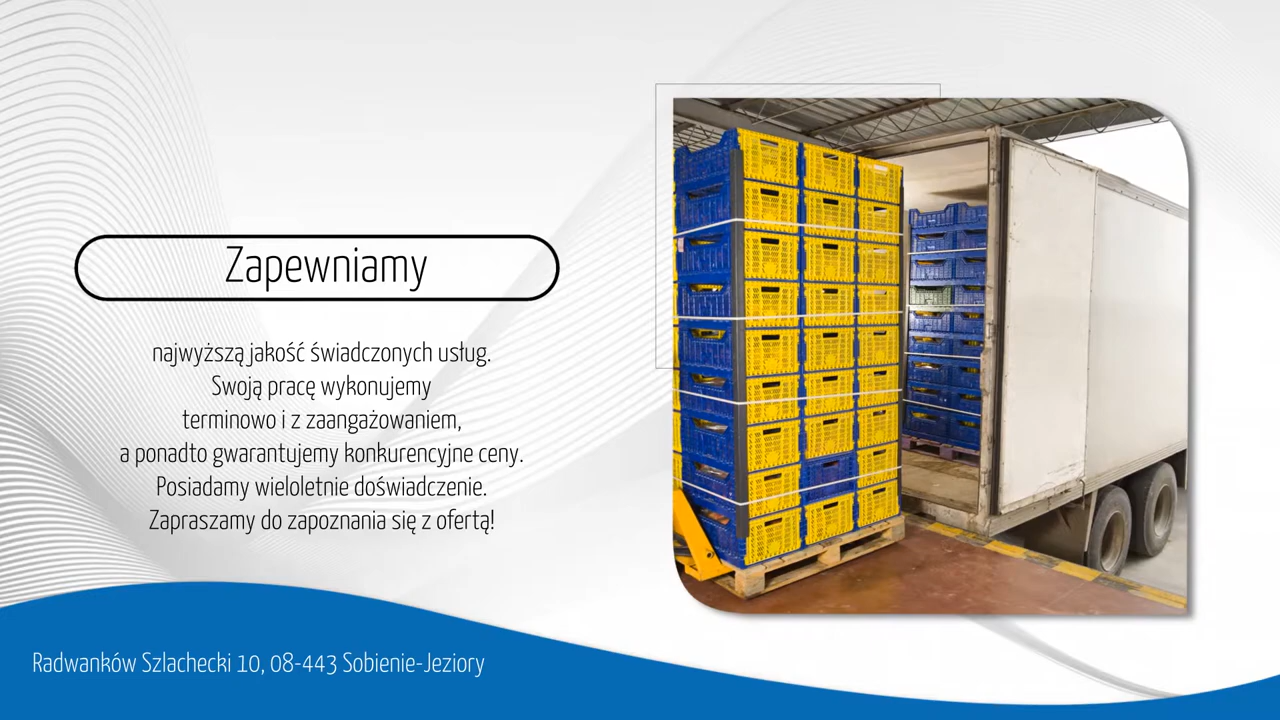 Zapewniamy
najwyższą jakość świadczonych usług.
Swoją pracę wykonujemy
terminowo i z zaangażowaniem,
a ponadto gwarantujemy konkurencyjne ceny.
Posiadamy wieloletnie doświadczenie.
Zapraszamy do zapoznania się z ofertą!
Radwanków Szlachecki 10, 08-443 Sobienie-Jeziory